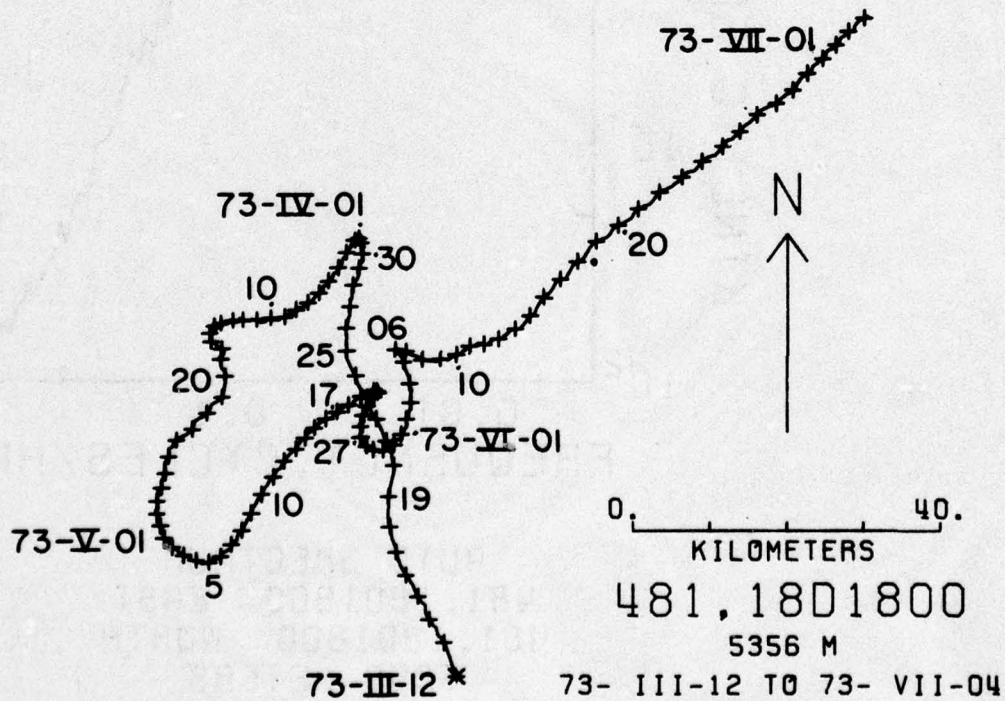 73-VII-01
N
73-IV-01
30
20
10
06
25
10
20
17
27
73-VI-01
19
10
0. 40.
73-V-01
5
KILOMETERS
481,18D1800
5356 M
73-III-12
73- III-12 TO 73- VII-04